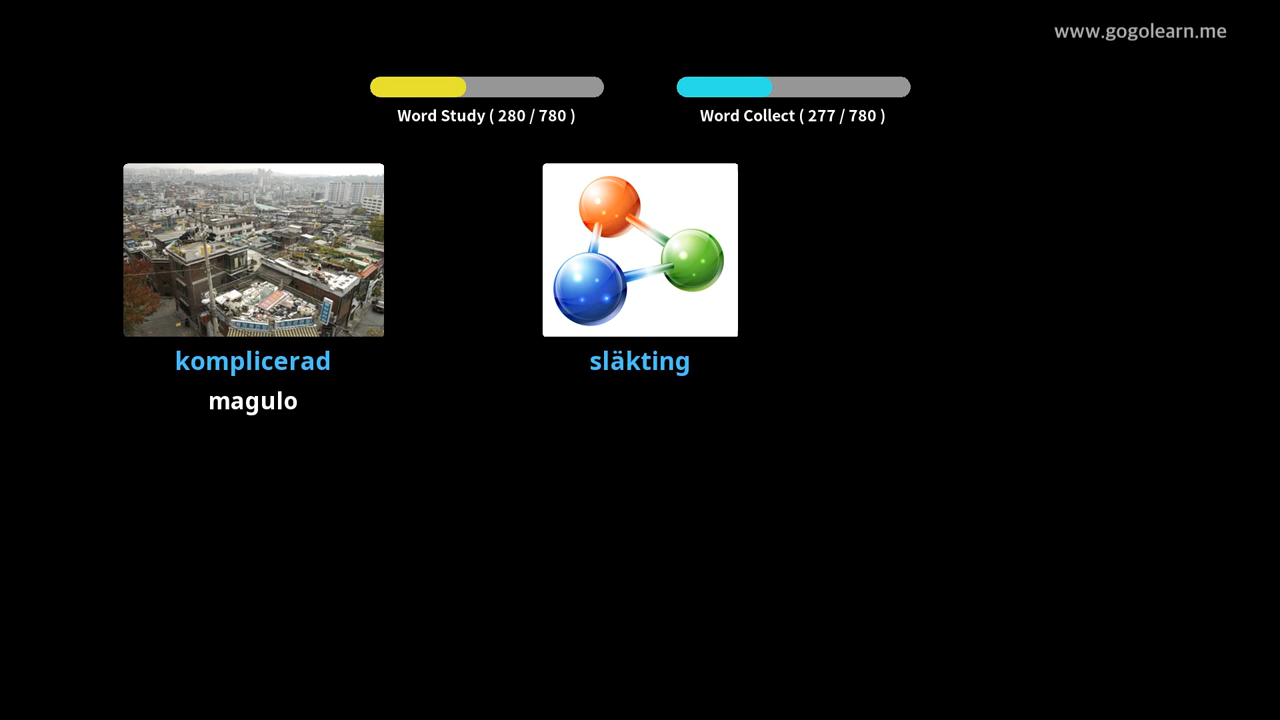 www.gogolearn.me
Word Study ( 280 / 780 )
Word Collect ( 277 / 780 )
komplicerad
magulo
släkting